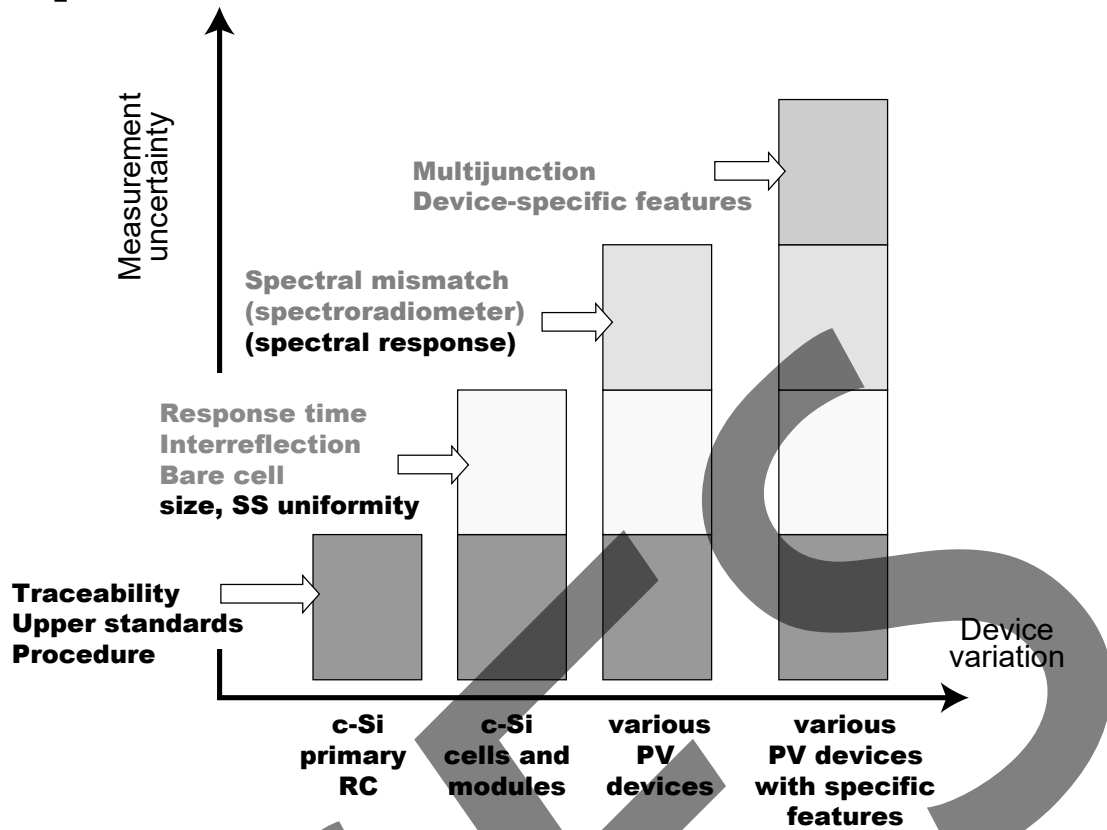 Measurement
uncertainty
Multijunction
Device-specific features
Spectral mismatch
(spectroradiometer)
(spectral response)
Response time
Interreflection
Bare cell
size, SS uniformity
Traceability
Upper standards
Procedure
Device
variation
c-Si
primary
RC
c-Si
cells and
modules
various
PV
devices
various
PV devices
with specific
features